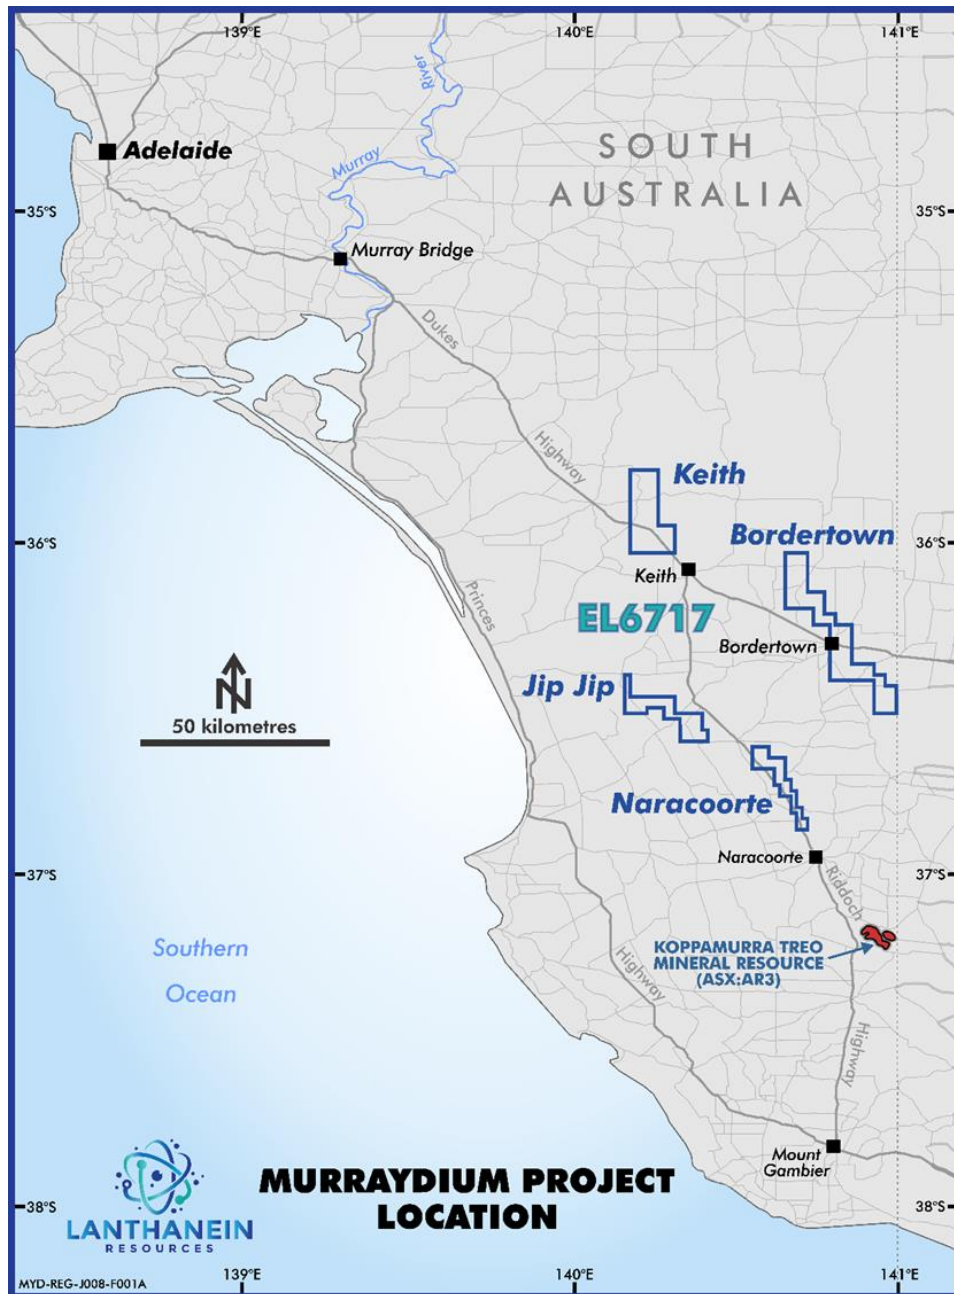 139°E
140°E
141°E
River
Murray
Adelaide
SOUTH
AUSTRALIA
35°S
35°S
Murray Bridge
Dukes
Highway
Keith
Bordertown
36°S
36°S
Keith
Princes
EL6717
Bordertown
Jip Jip
N
50 kilometres
Naracoorte
Naracoorte
37°S
37°S
Riddoch
KOPPAMURRA TREO
MINERAL RESOURCE
(ASX:AR3)
Southern
Ocean
Highway
Highway
Mount
Gambier
MURRAYDIUM PROJECT
LOCATION
38°S
38°S
LANTHANEIN
RESOURCES
MYD-REG-J008-F001A
139°E
140°E
141°E